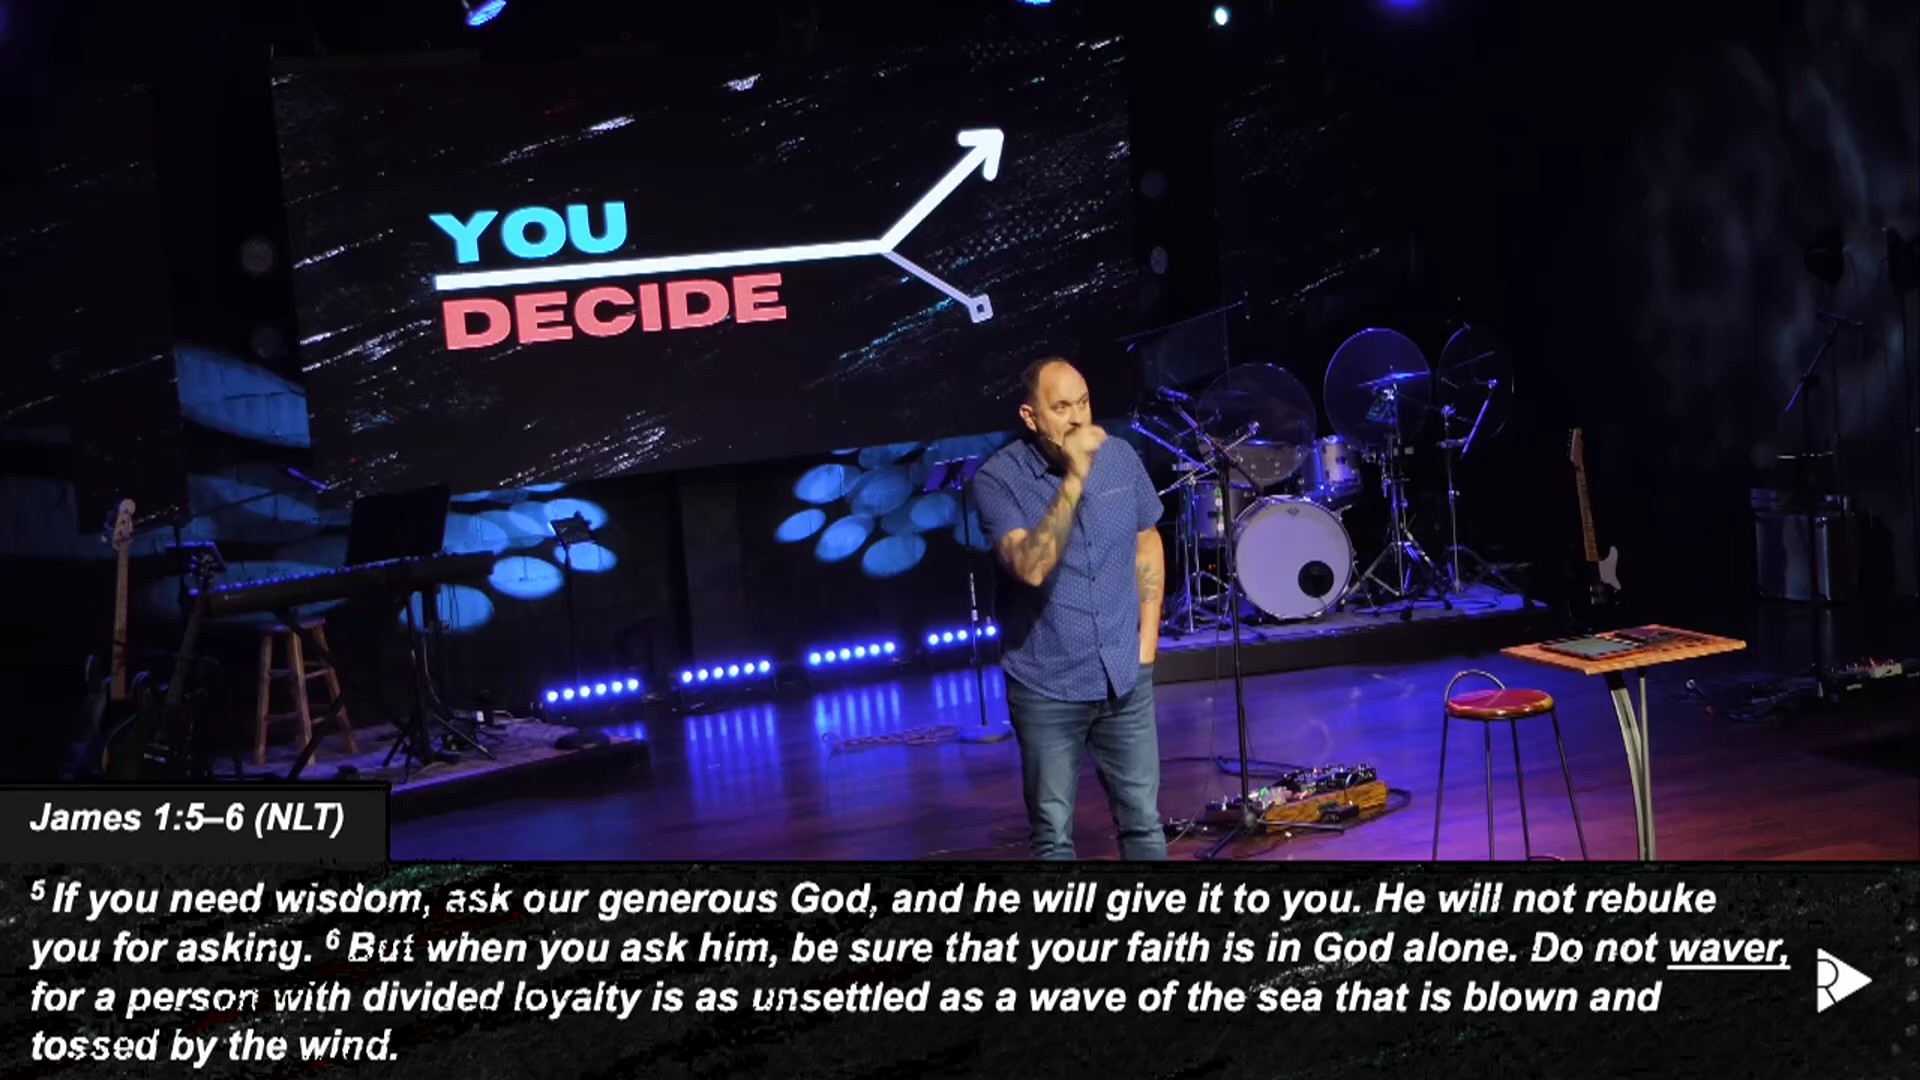 YOU
DECIDE
James 1:5–6 (NLT)
5 If you need wisdom, ask our generous God, and he will give it to you. He will not rebuke
you for asking. 6 But when you ask him, be sure that your faith is in God alone. Do not waver,
for a person with divided loyalty is as unsettled as a wave of the sea that is blown and
tossed by the wind.